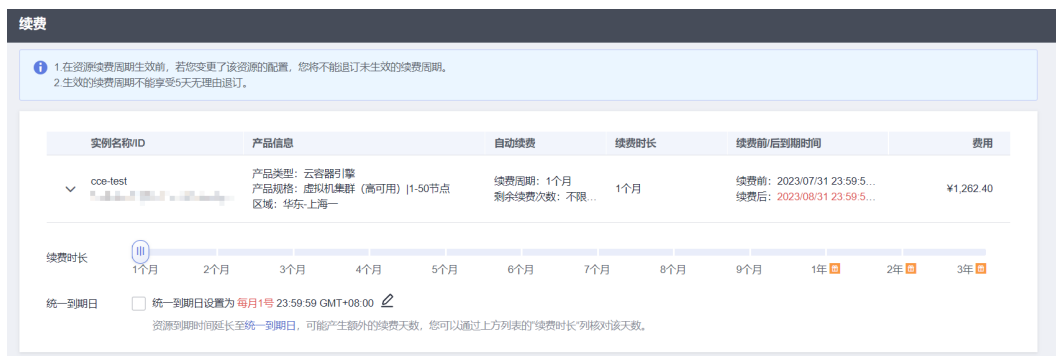 续费
1.在资源续费周期生效前，若您变更了该资源的配置，您将不能退订未生效的续费周期。
2.生效的续费周期不能享受5天无理由退订。
实例名称/ID 产品信息 自动续费 续费时长 续费前/后到期时间 费用
cce-test
产品类型：云容器引擎
产品规格：虚拟机集群（高可用）|1-50节点
区域：华东-上海一
续费周期：1个月
剩余续费次数：不限...
1个月
续费前：2023/07/31 23:59:5...
续费后：2023/08/31 23:59:5...
¥1,262.40
续费时长
1个月 2个月 3个月 4个月 5个月 6个月 7个月 8个月 9个月 1年 2年 3年
统一到期日 统一到期日设置为 每月1号 23:59:59 GMT+08:00
资源到期时间延长至统一到期日，可能产生额外的续费天数，您可以通过上方列表的“续费时长”列核对该天数。